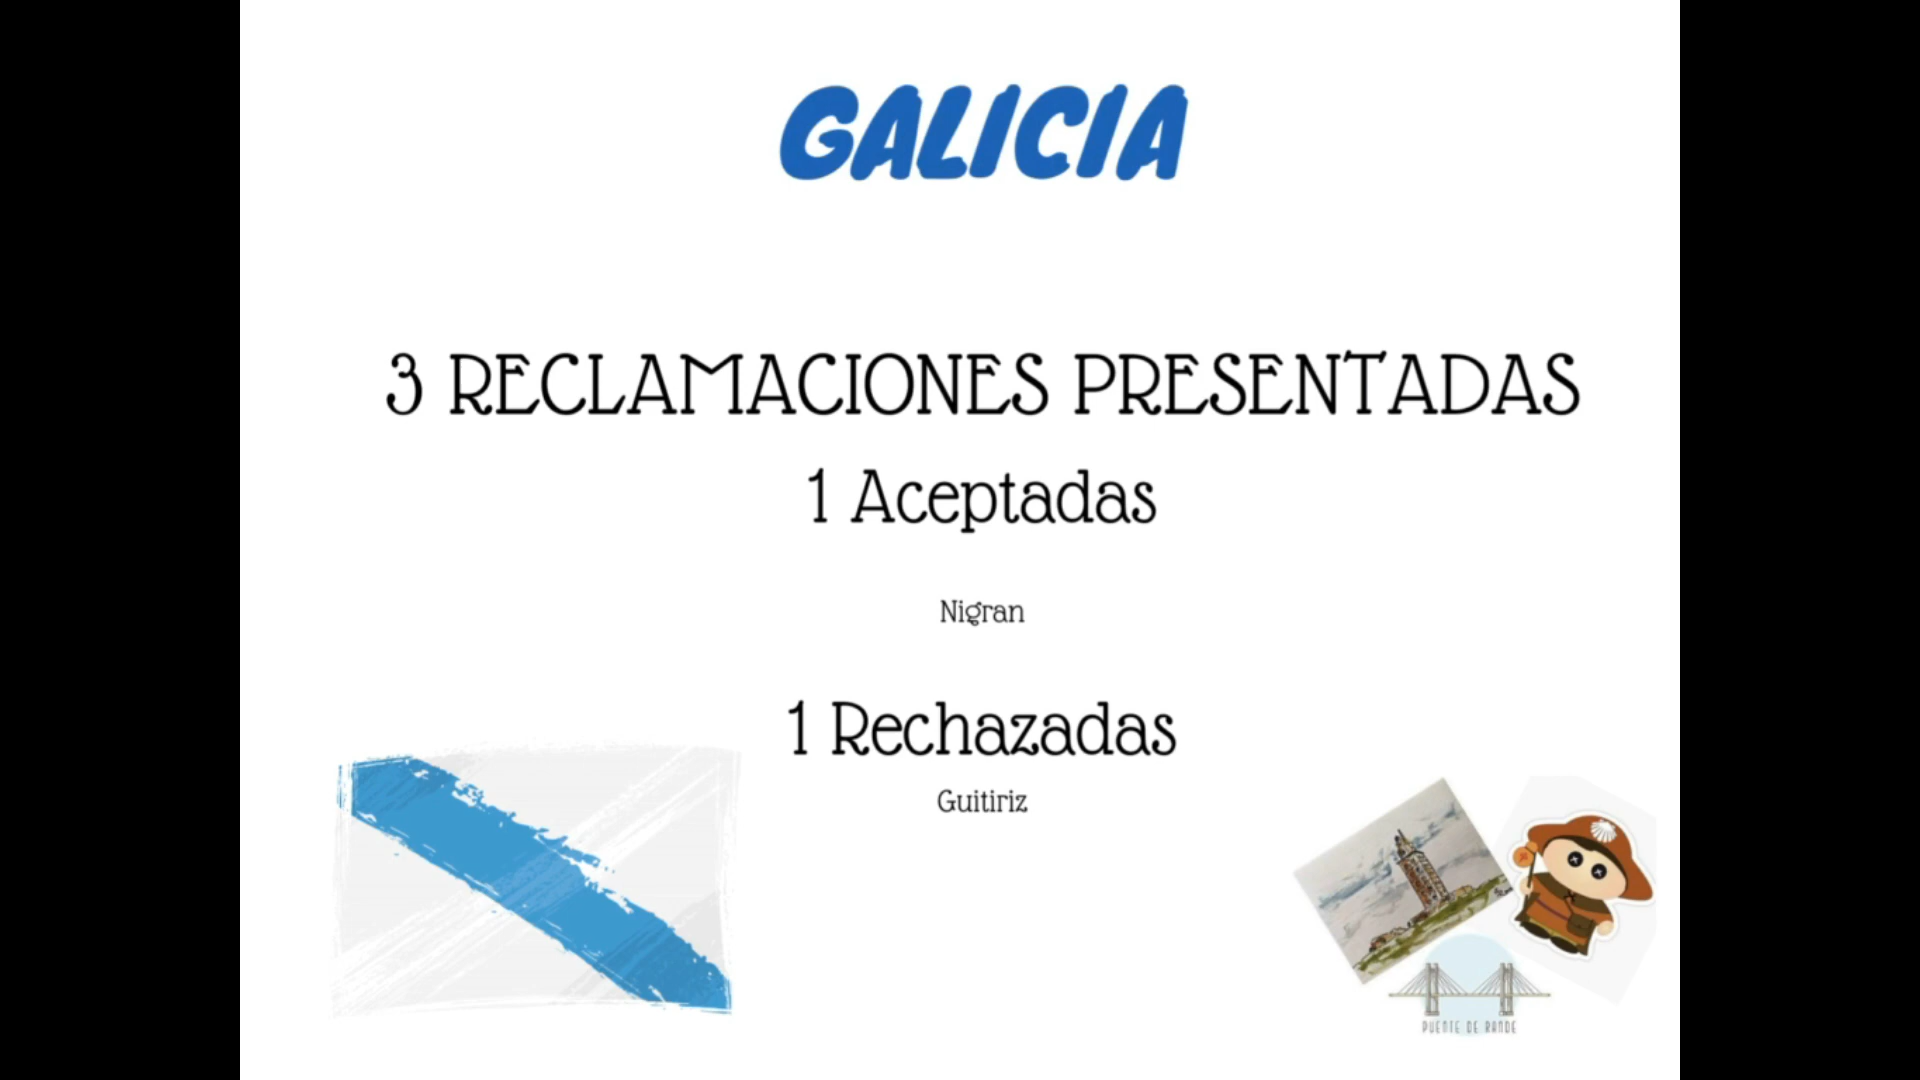 GALICIA
3 RECLAMACIONES PRESENTADAS
1 Aceptadas
Nigran
1 Rechazadas
Guitiriz
PUENTE DE RANDE